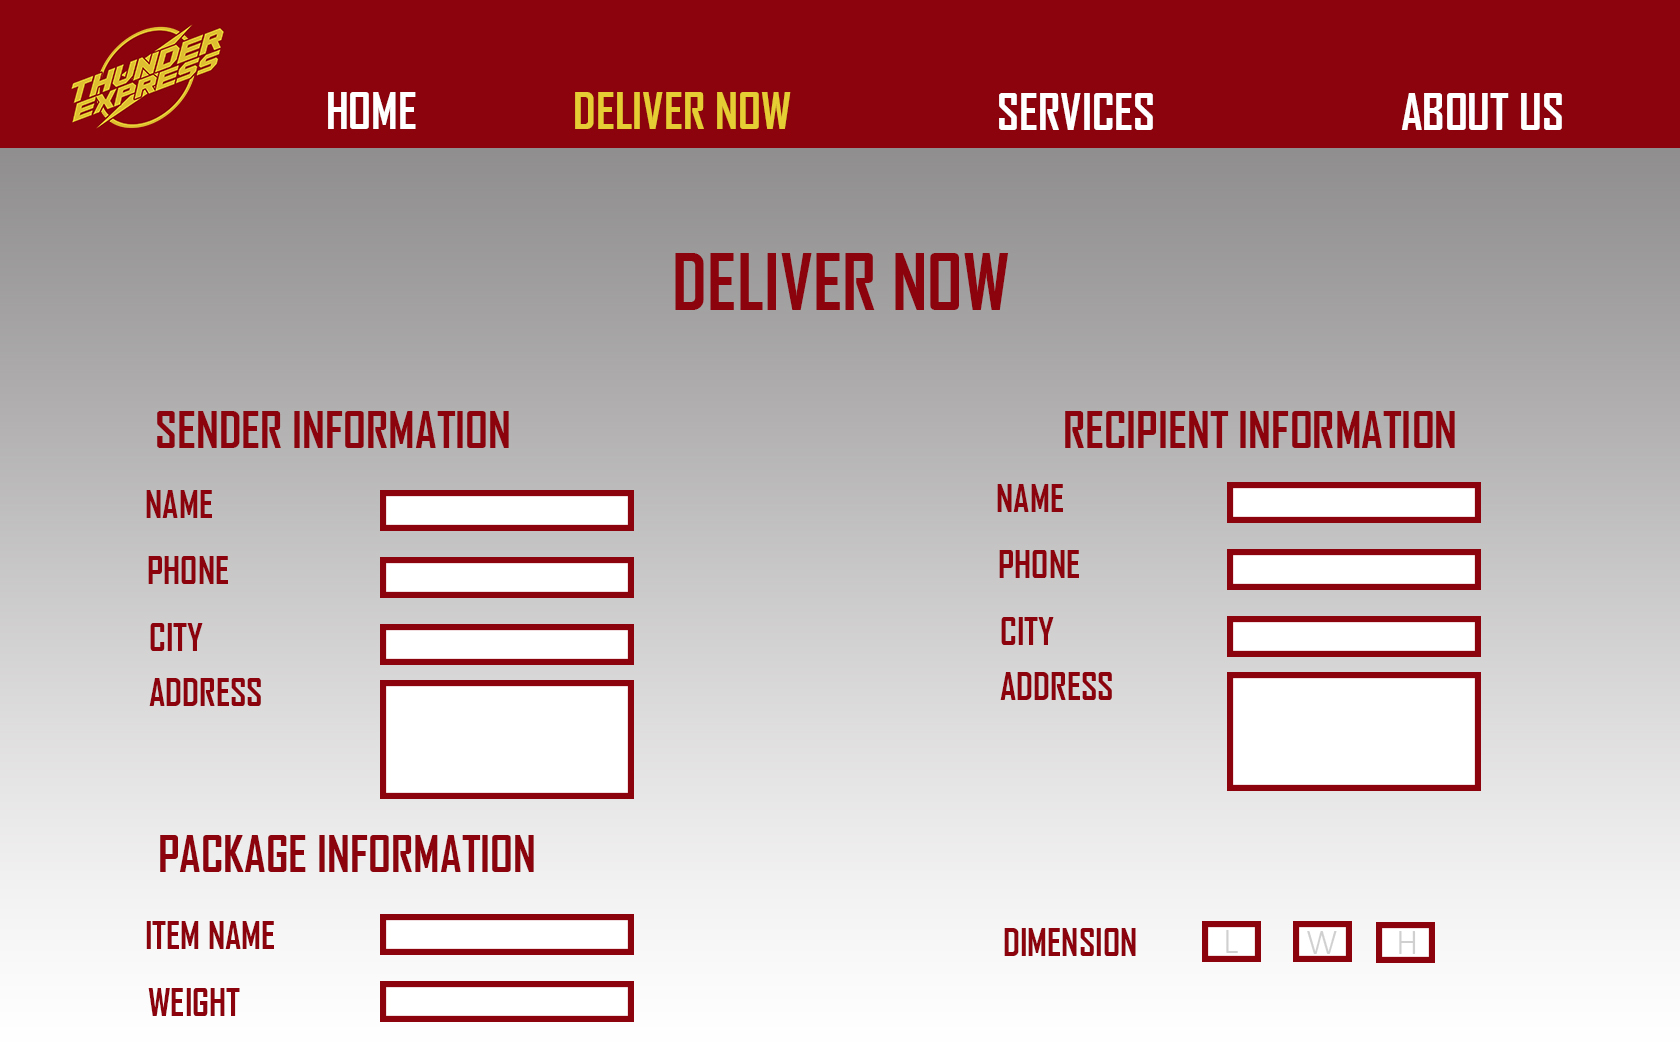 THUNDER
EXPRESS
HOME
DELIVER NOW
SERVICES
ABOUT US
DELIVER NOW
SENDER INFORMATION
NAME
PHONE
CITY
ADDRESS
RECIPIENT INFORMATION
NAME
PHONE
CITY
ADDRESS
PACKAGE INFORMATION
ITEM NAME
WEIGHT
DIMENSION L W H